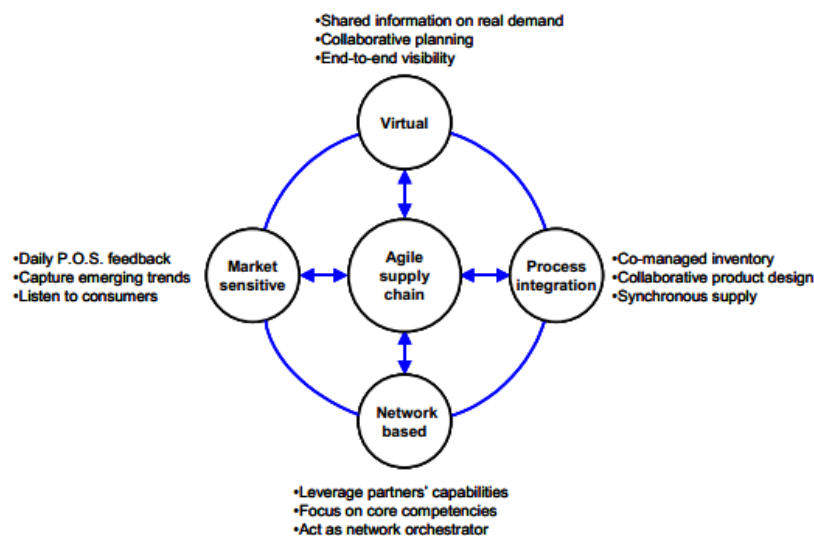 •Shared information on real demand
•Collaborative planning
•End-to-end visibility
Virtual
•Daily P.O.S. feedback
•Capture emerging trends
•Listen to consumers
Market
sensitive
Agile
supply
chain
Process
integration
•Co-managed inventory
•Collaborative product design
•Synchronous supply
Network
based
•Leverage partners' capabilities
•Focus on core competencies
•Act as network orchestrator